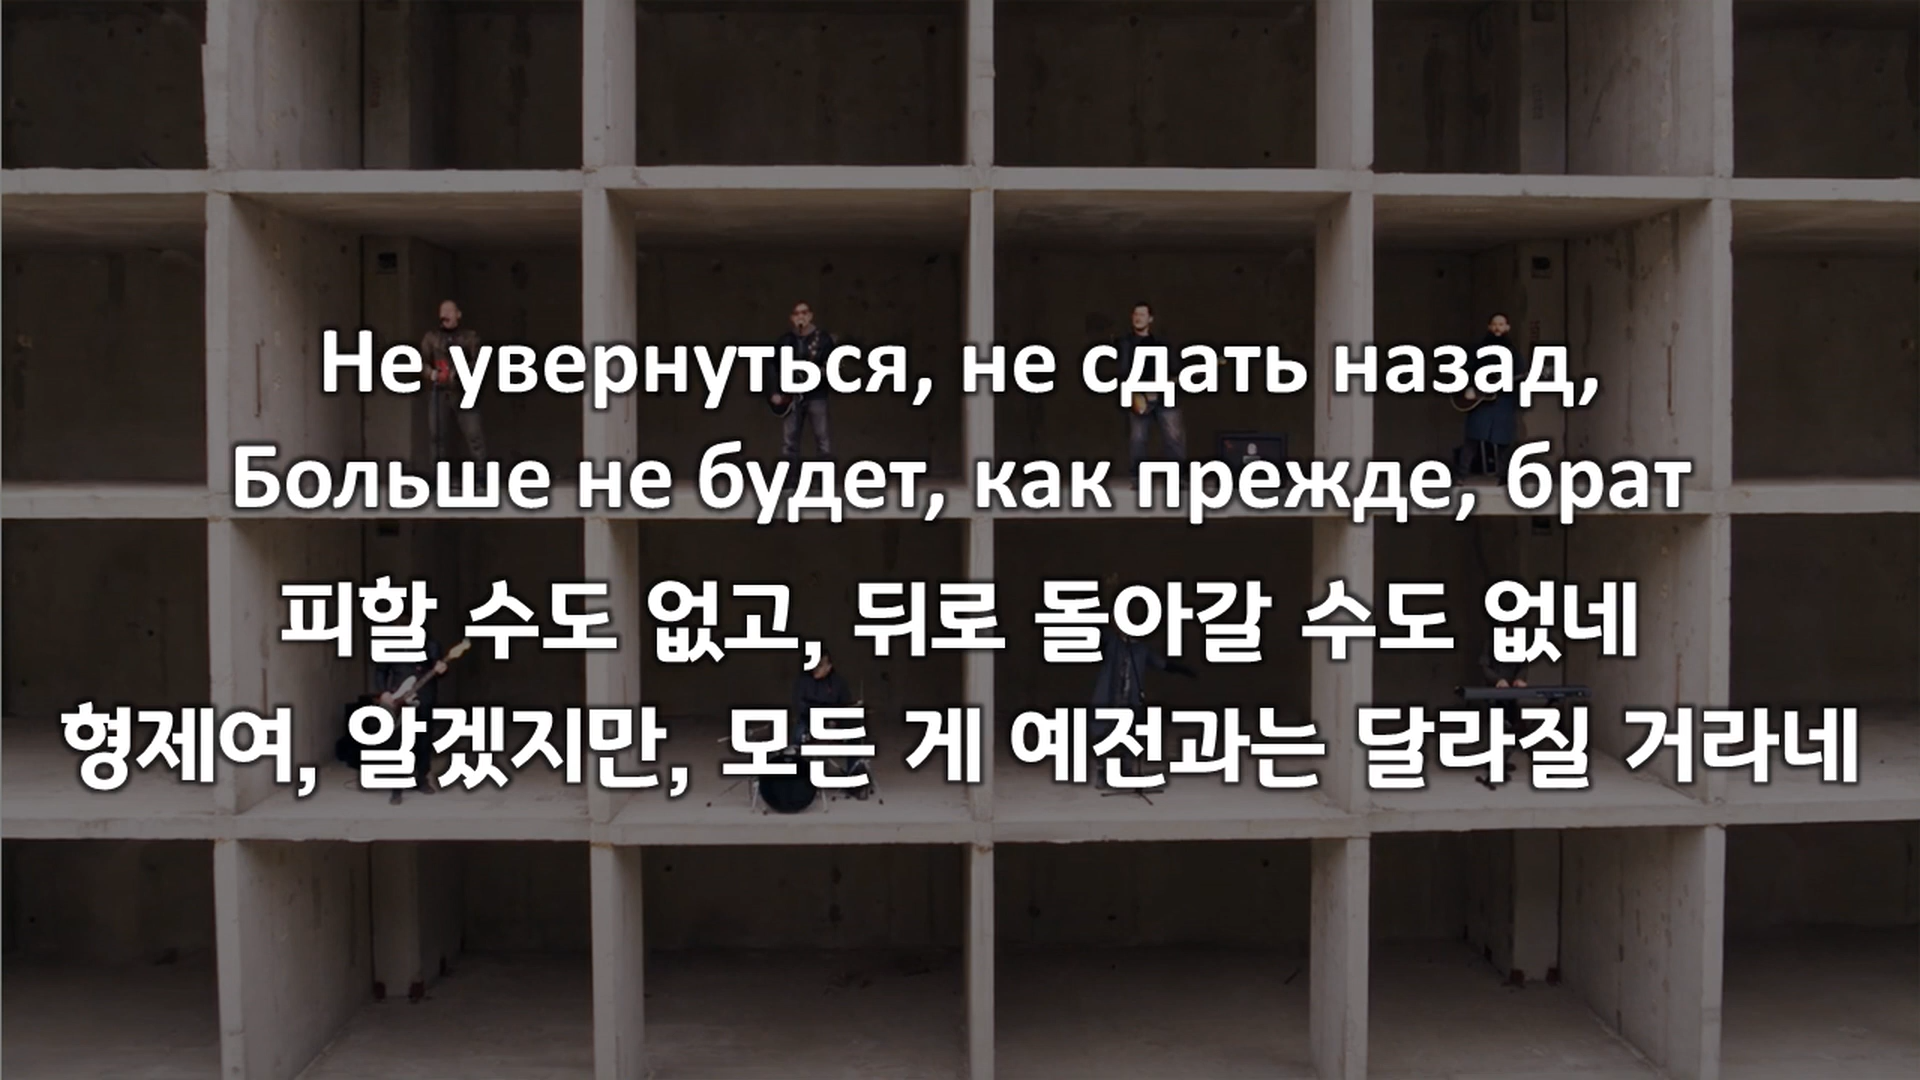 Не увернуться, не сдать назад,
Больше не будет, как прежде, брат
피할 수도 없고, 뒤로 돌아갈 수도 없네
형제여, 알겠지만, 모든 게 예전과는 달라질 거라네